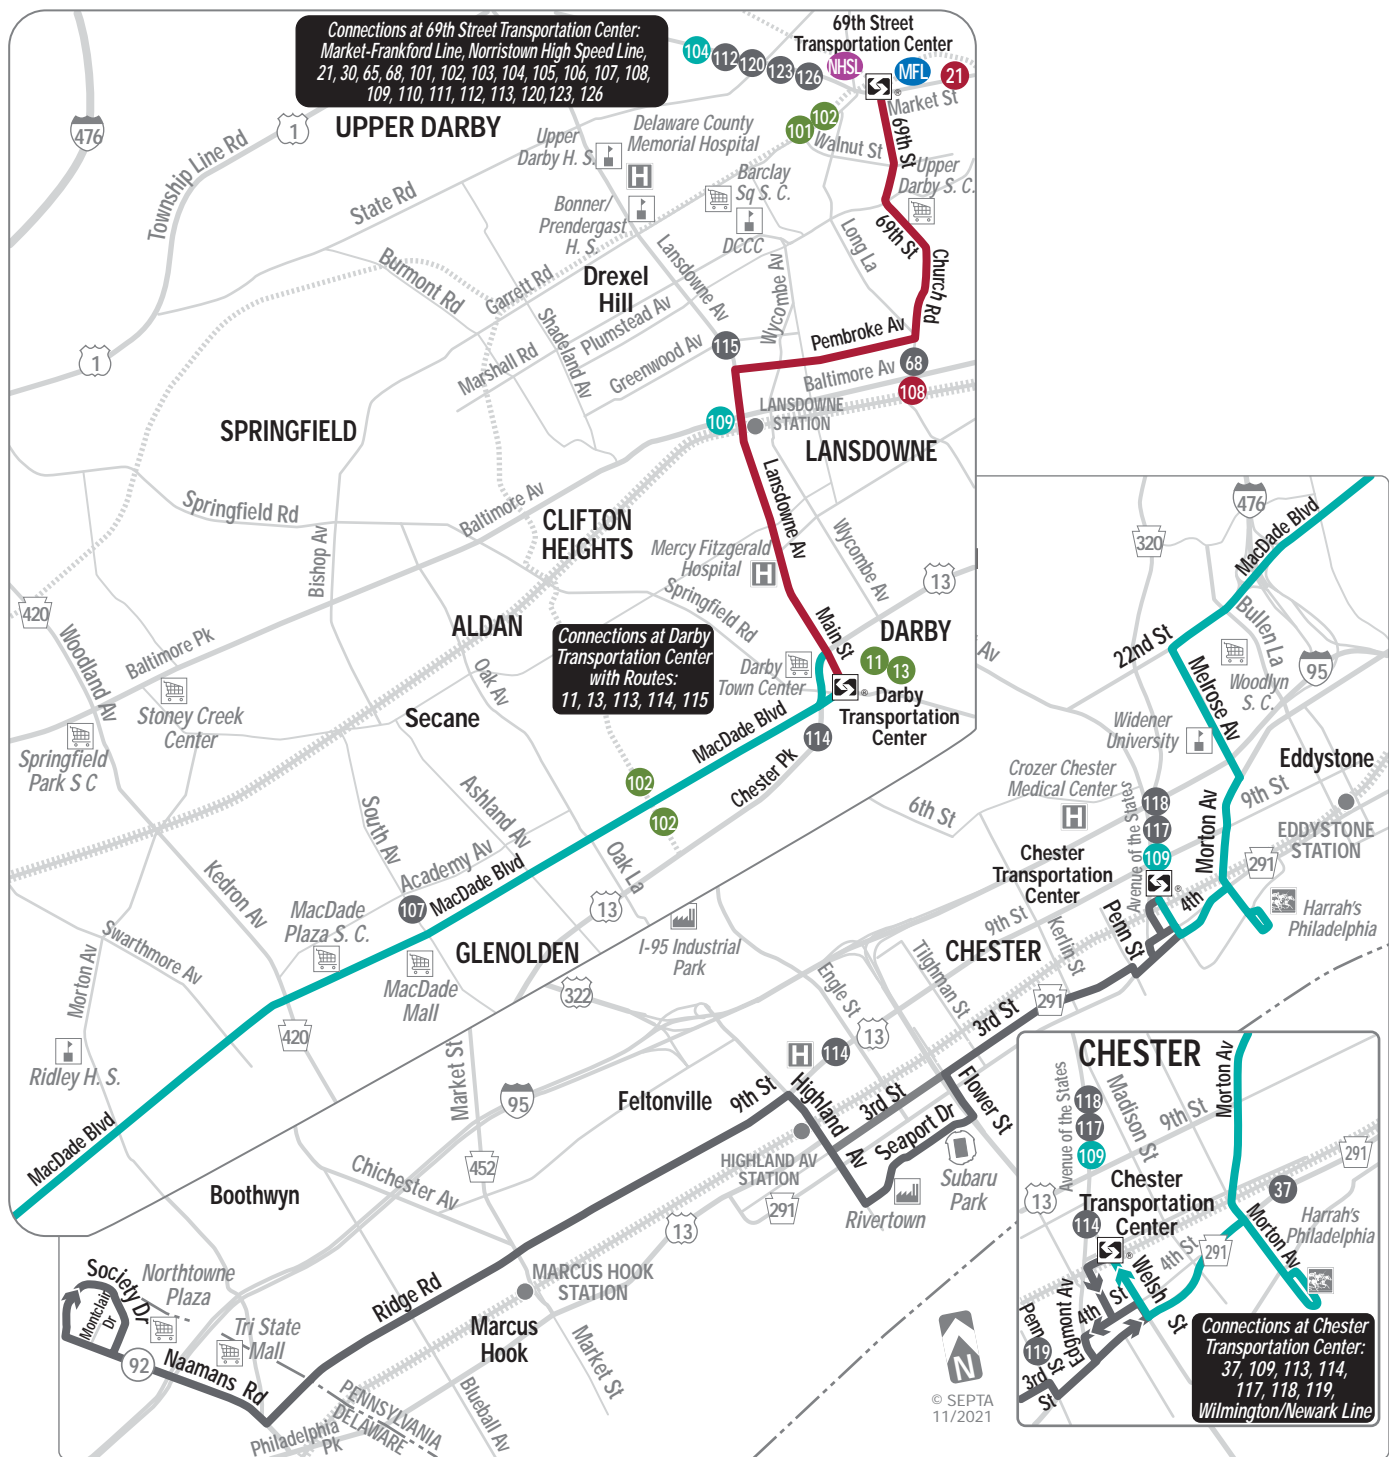 Connections at 69th Street Transportation Center:
Market-Frankford Line, Norristown High Speed Line,
21, 30, 65, 68, 101, 102, 103, 104, 105, 106, 107, 108,
109, 110, 111, 112, 113, 120,123, 126
69th Street
Transportation Center
104
112
120
123
126
NHSL
MFL
21
Market St
476
1
UPPER DARBY
Township Line Rd
State Rd
Upper
Darby H. S.
Delaware County
Memorial Hospital
H
102
101
Walnut St
69th St
Upper
Darby S. C.
Barclay
Sq S. C.
Bonner/
Prendergast
H. S.
DCCC
69th St
Long La
Church Rd
Burmont Rd
Garrett Rd
Drexel
Hill
Lansdowne Av
Wycombe Av
Shadeland Av
Plumstead Av
Marshall Rd
Greenwood Av
115
Pembroke Av
1
68
Baltimore Av
108
109
LANSDOWNE
STATION
SPRINGFIELD
LANSDOWNE
Springfield Rd
Bishop Av
Baltimore Av
CLIFTON
HEIGHTS
Lansdowne Av
Mercy Fitzgerald
Hospital
H
Wycombe Av
13
420
Woodland Av
Baltimore Pk
ALDAN
Springfield Rd
Main St
DARBY
Connections at Darby
Transportation Center
with Routes:
11, 13, 113, 114, 115
Darby
Town Center
11
13
Darby
Transportation
Center
Oak Av
Stoney Creek
Center
Secane
Springfield
Park S C
MacDade Blvd
114
Chester Pk
102
102
South Av
Ashland Av
Academy Av
MacDade Blvd
Oak La
107
13
Kedron Av
MacDade
Plaza S. C.
Swarthmore Av
Morton Av
GLENOLDEN
MacDade
Mall
I-95 Industrial
Park
420
Ridley H. S.
MacDade Blvd
Av
320
476
MacDade Blvd
22nd St
Bullen La
Woodlyn
S. C.
95
Melrose Av
Widener
University
Eddystone
Crozer Chester
Medical Center
H
6th St
Avenue of the States
118
117
109
Morton Av
9th St
EDDYSTONE
STATION
291
Chester
Transportation
Center
4th
Harrah's
Philadelphia
Penn St
9th St
Kerlin St
CHESTER
Tilghman St
Engle St
291
3rd St
322
13
Market St
H
114
95
Feltonville
9th St
Highland
Av
3rd St
Flower St
Seaport Dr
452
HIGHLAND AV
STATION
Subaru
Park
291
Rivertown
Chichester Av
Boothwyn
13
Society Dr
Montclair
Dr
Northtowne
Plaza
Tri State
Mall
92
Naamans Rd
Ridge Rd
MARCUS HOOK
STATION
Marcus
Hook
Market St
Blueball Av
PENNSYLVANIA
DELAWARE
Philadelphia
Pk
N
© SEPTA
11/2021
CHESTER
Morton Av
Avenue of the States
118
117
109
Madison St
9th St
291
13
Chester
Transportation
Center
114
37
Harrah's
Philadelphia
4th St
291
Morton Av
Welsh St
4th St
Edgmont Av
Penn
St
119
3rd St
Connections at Chester
Transportation Center:
37, 109, 113, 114,
117, 118, 119,
Wilmington/Newark Line